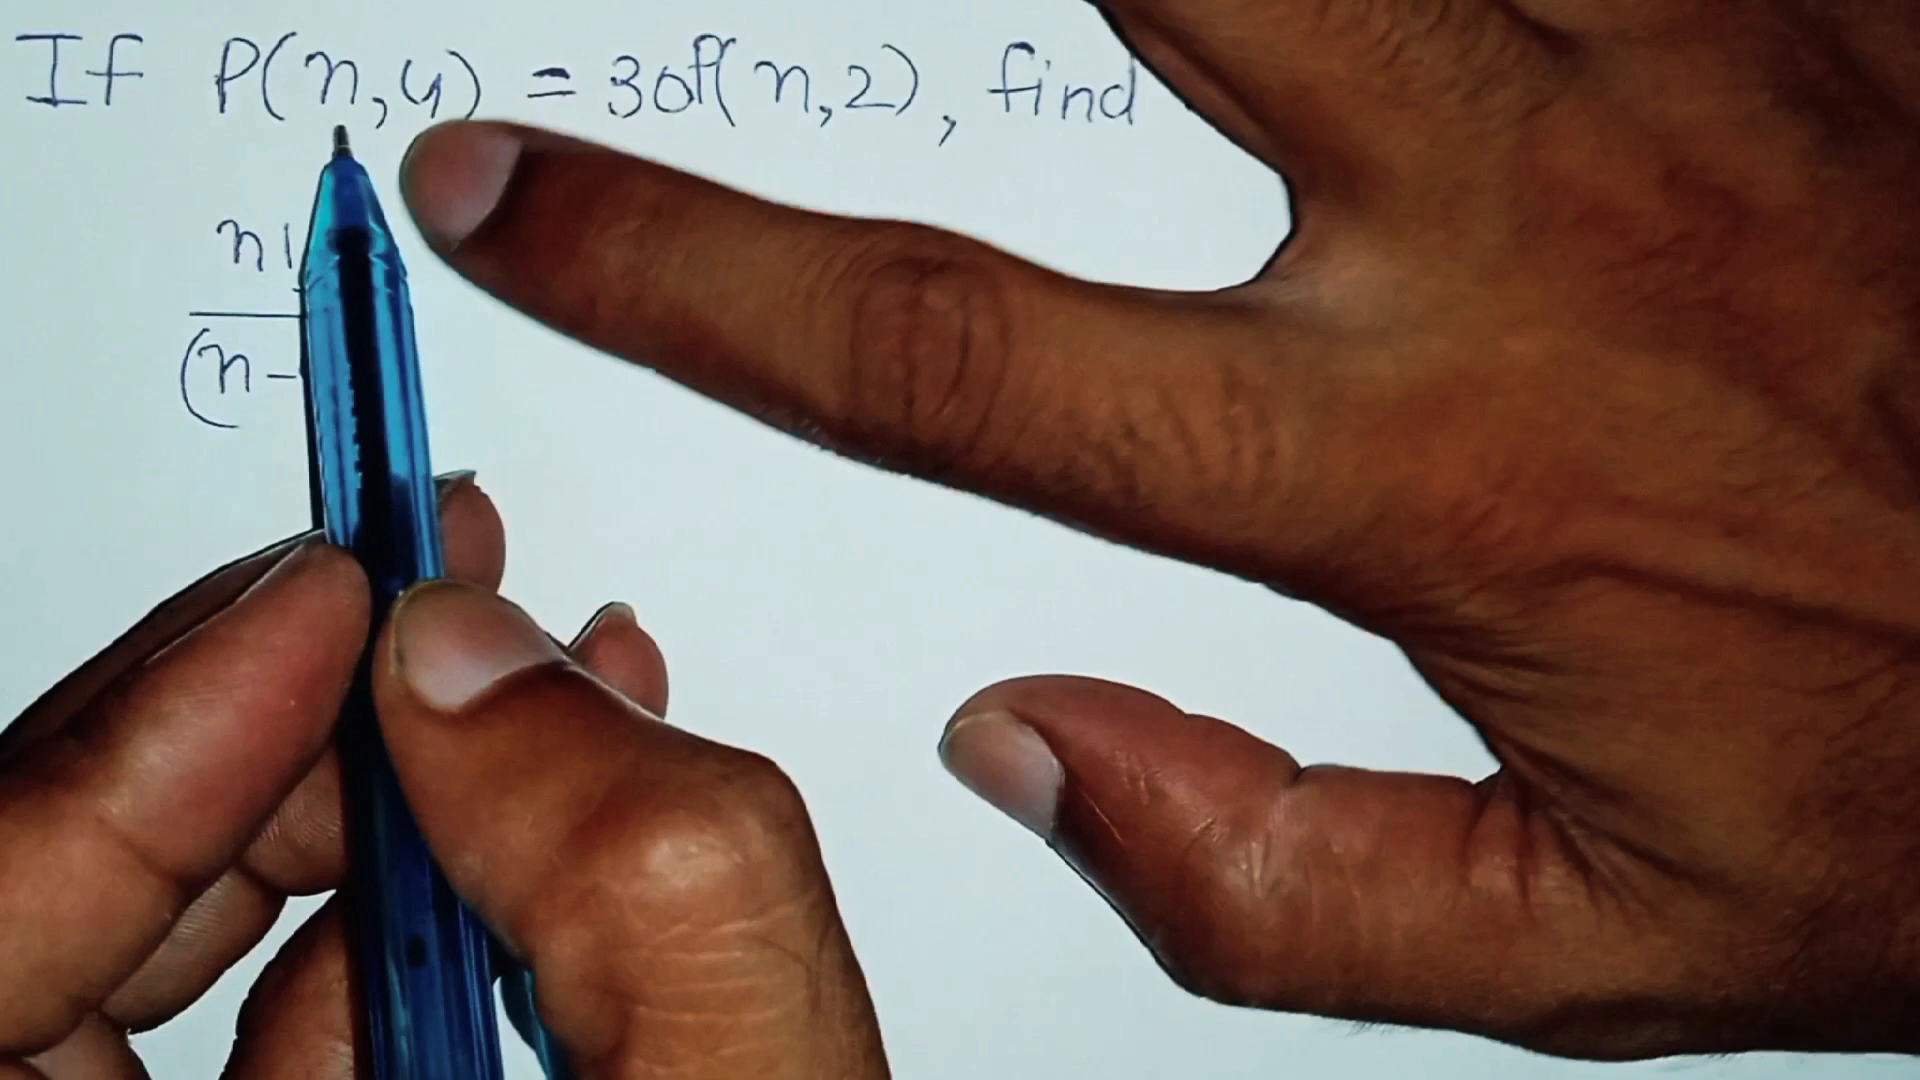 If P(n,4) = 30P(n,2), find
n!
(n-